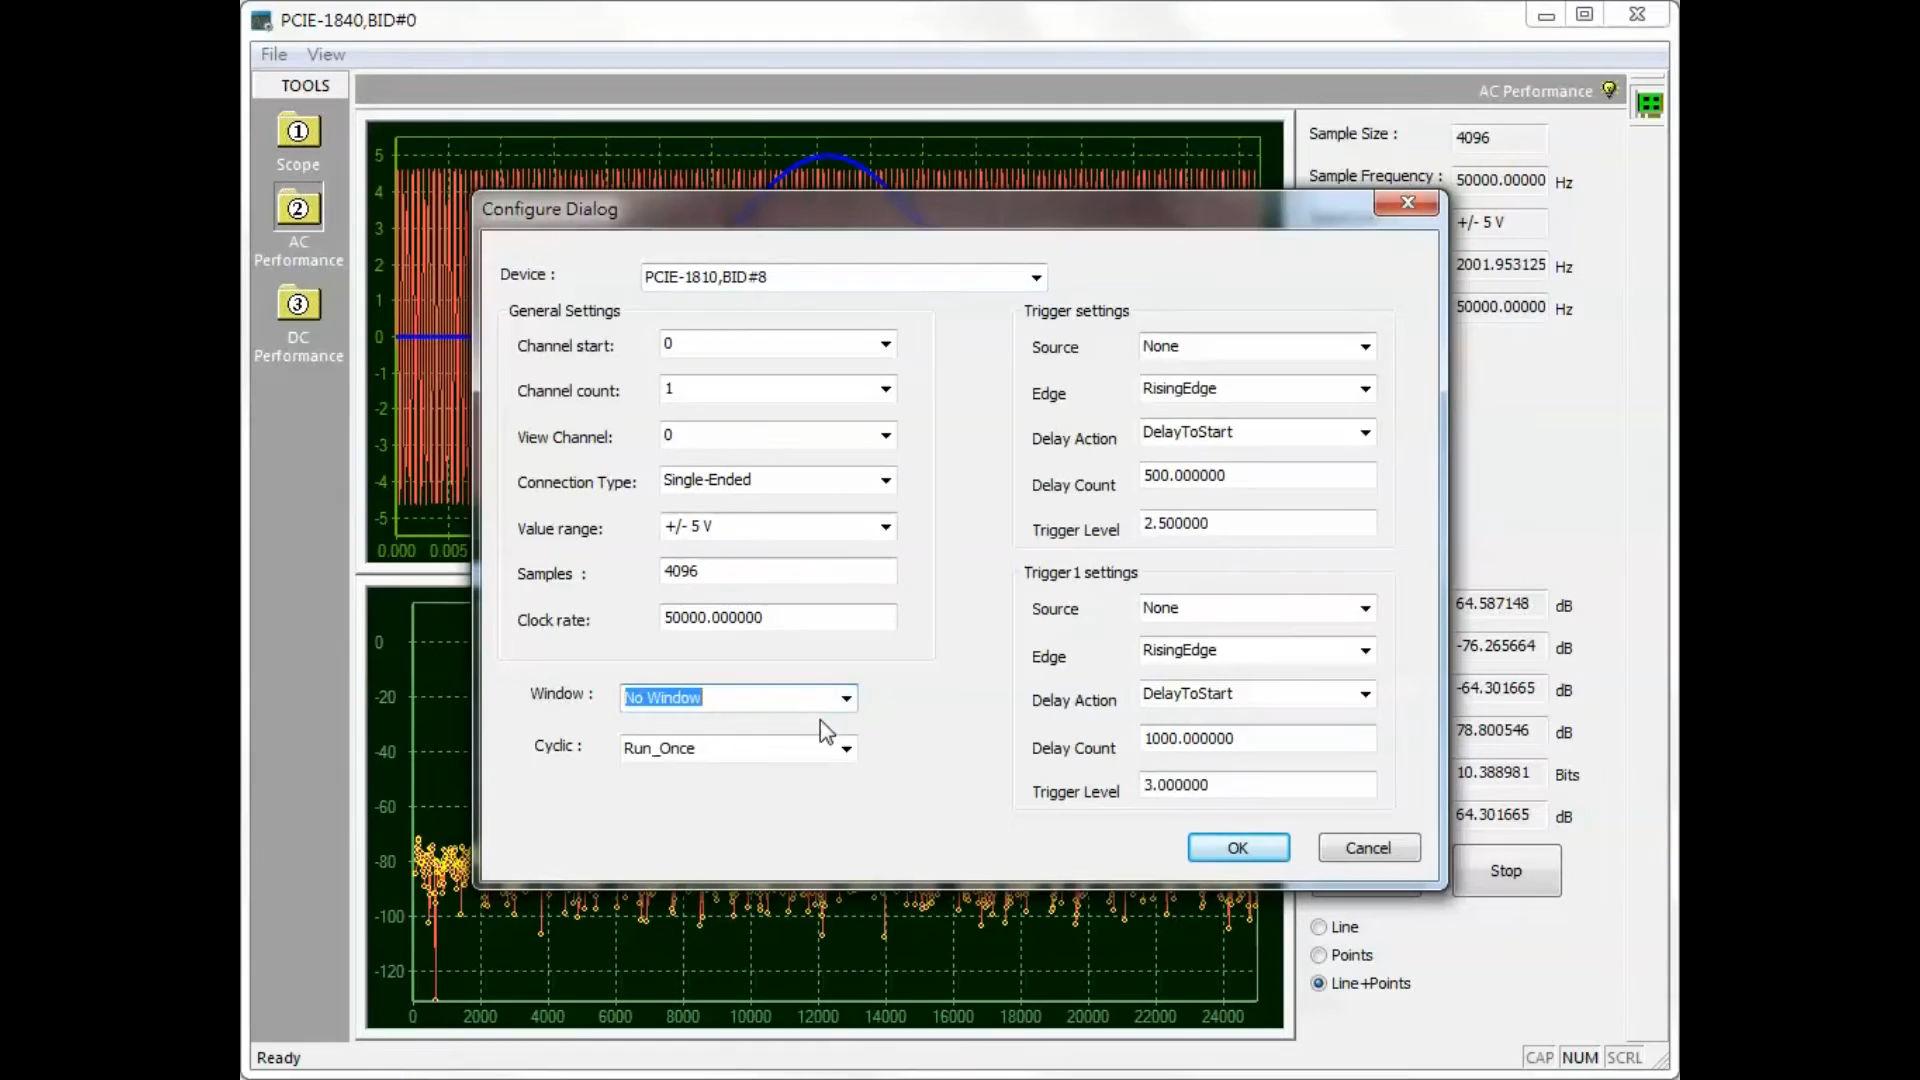 PCIE-1840,BID#0
File View
TOOLS
AC Performance
1
Scope
2
AC
Performance
3
DC
Performance
5
4
3
2
1
0
-1
-2
-3
-4
-5
0.000 0.005
Sample Size : 4096
Sample Frequency : 50000.00000 Hz
+/- 5 V
2001.953125 Hz
50000.00000 Hz
Configure Dialog
Device : PCIE-1810,BID#8
General Settings
Channel start: 0
Channel count: 1
View Channel: 0
Connection Type: Single-Ended
Value range: +/- 5 V
Samples : 4096
Clock rate: 50000.000000
Window : No Window
Cyclic : Run_Once
Trigger settings
Source None
Edge RisingEdge
Delay Action DelayToStart
Delay Count 500.000000
Trigger Level 2.500000
Trigger1 settings
Source None
Edge RisingEdge
Delay Action DelayToStart
Delay Count 1000.000000
Trigger Level 3.000000
OK Cancel
64.587148 dB
-76.265664 dB
-64.301665 dB
78.800546 dB
10.388981 Bits
64.301665 dB
Stop
Line
Points
Line+Points
0
-20
-40
-60
-80
-100
-120
0 2000 4000 6000 8000 10000 12000 14000 16000 18000 20000 22000 24000
Ready
CAP NUM SCRL